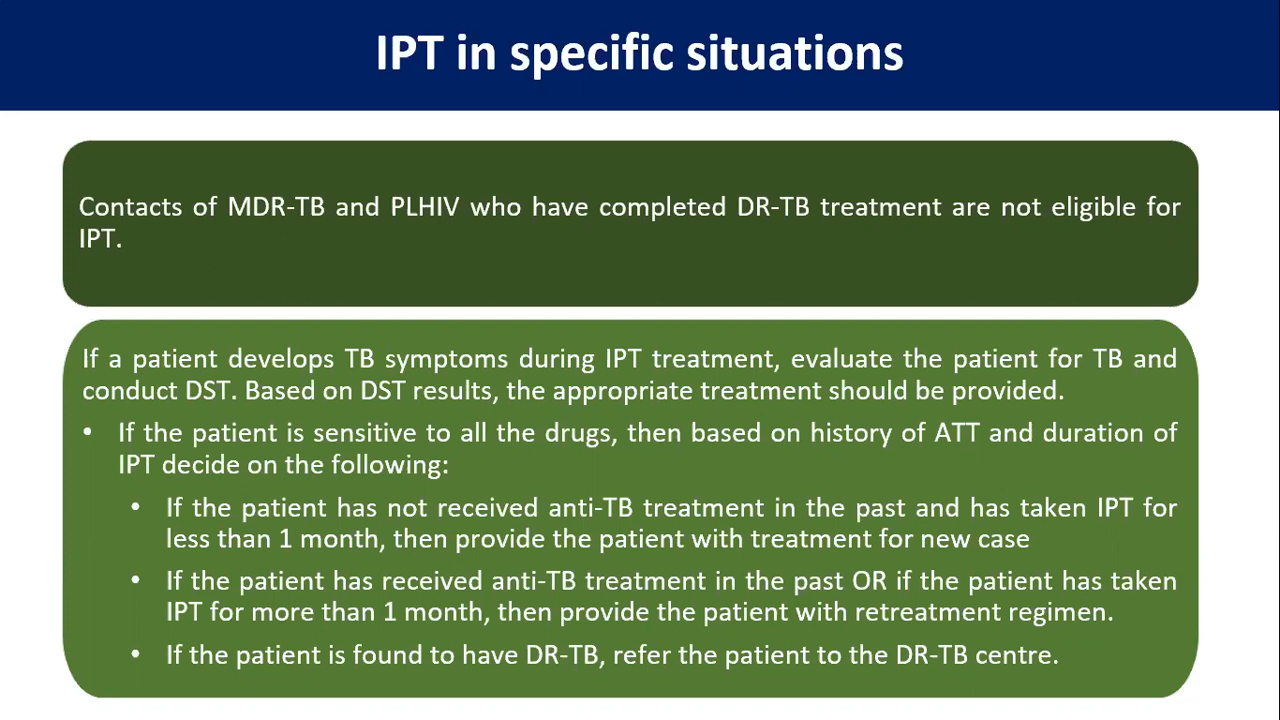 IPT in specific situations
Contacts of MDR-TB and PLHIV who have completed DR-TB treatment are not eligible for
IPT.
If a patient develops TB symptoms during IPT treatment, evaluate the patient for TB and
conduct DST. Based on DST results, the appropriate treatment should be provided.
• If the patient is sensitive to all the drugs, then based on history of ATT and duration of
IPT decide on the following:
• If the patient has not received anti-TB treatment in the past and has taken IPT for
less than 1 month, then provide the patient with treatment for new case
• If the patient has received anti-TB treatment in the past OR if the patient has taken
IPT for more than 1 month, then provide the patient with retreatment regimen.
• If the patient is found to have DR-TB, refer the patient to the DR-TB centre.